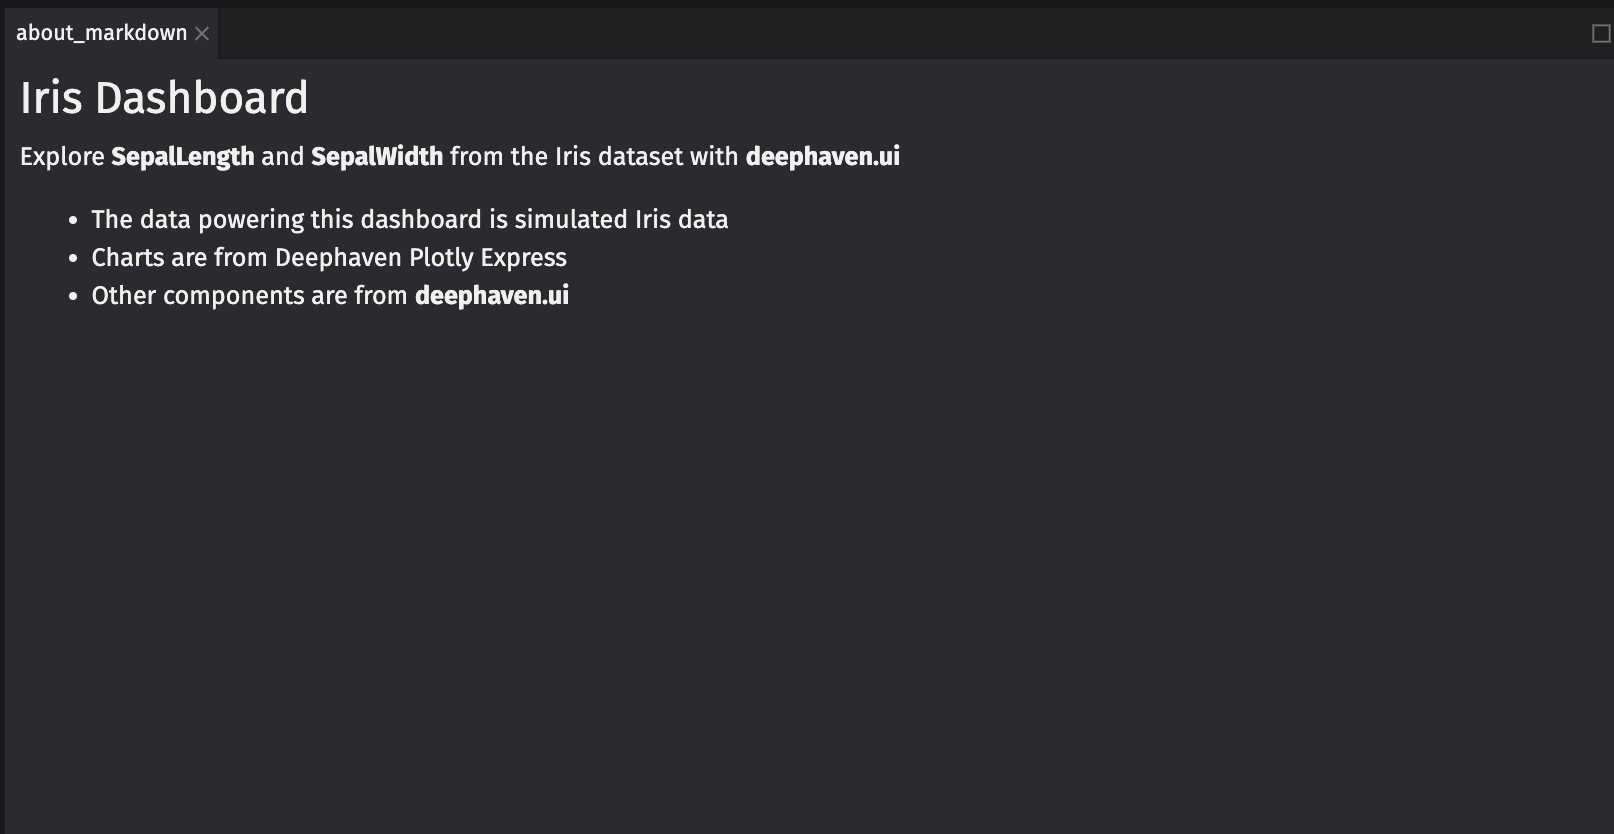 about_markdown
Iris Dashboard
Explore SepalLength and SepalWidth from the Iris dataset with deephaven.ui
• The data powering this dashboard is simulated Iris data
• Charts are from Deephaven Plotly Express
• Other components are from deephaven.ui